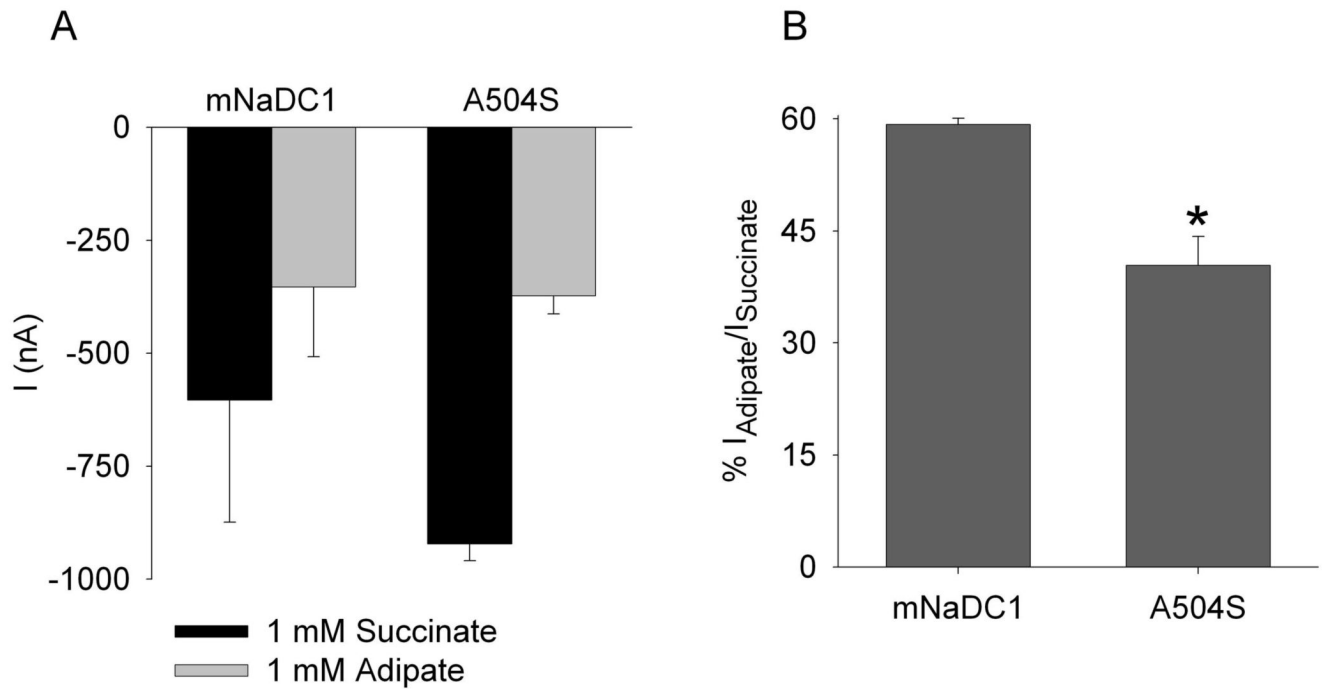 A
mNaDC1 A504S
0
-250
-500
-750
-1000
I (nA)
1 mM Succinate
1 mM Adipate
B
60
45
30
15
0
% I_Adipate/I_Succinate
*
mNaDC1 A504S